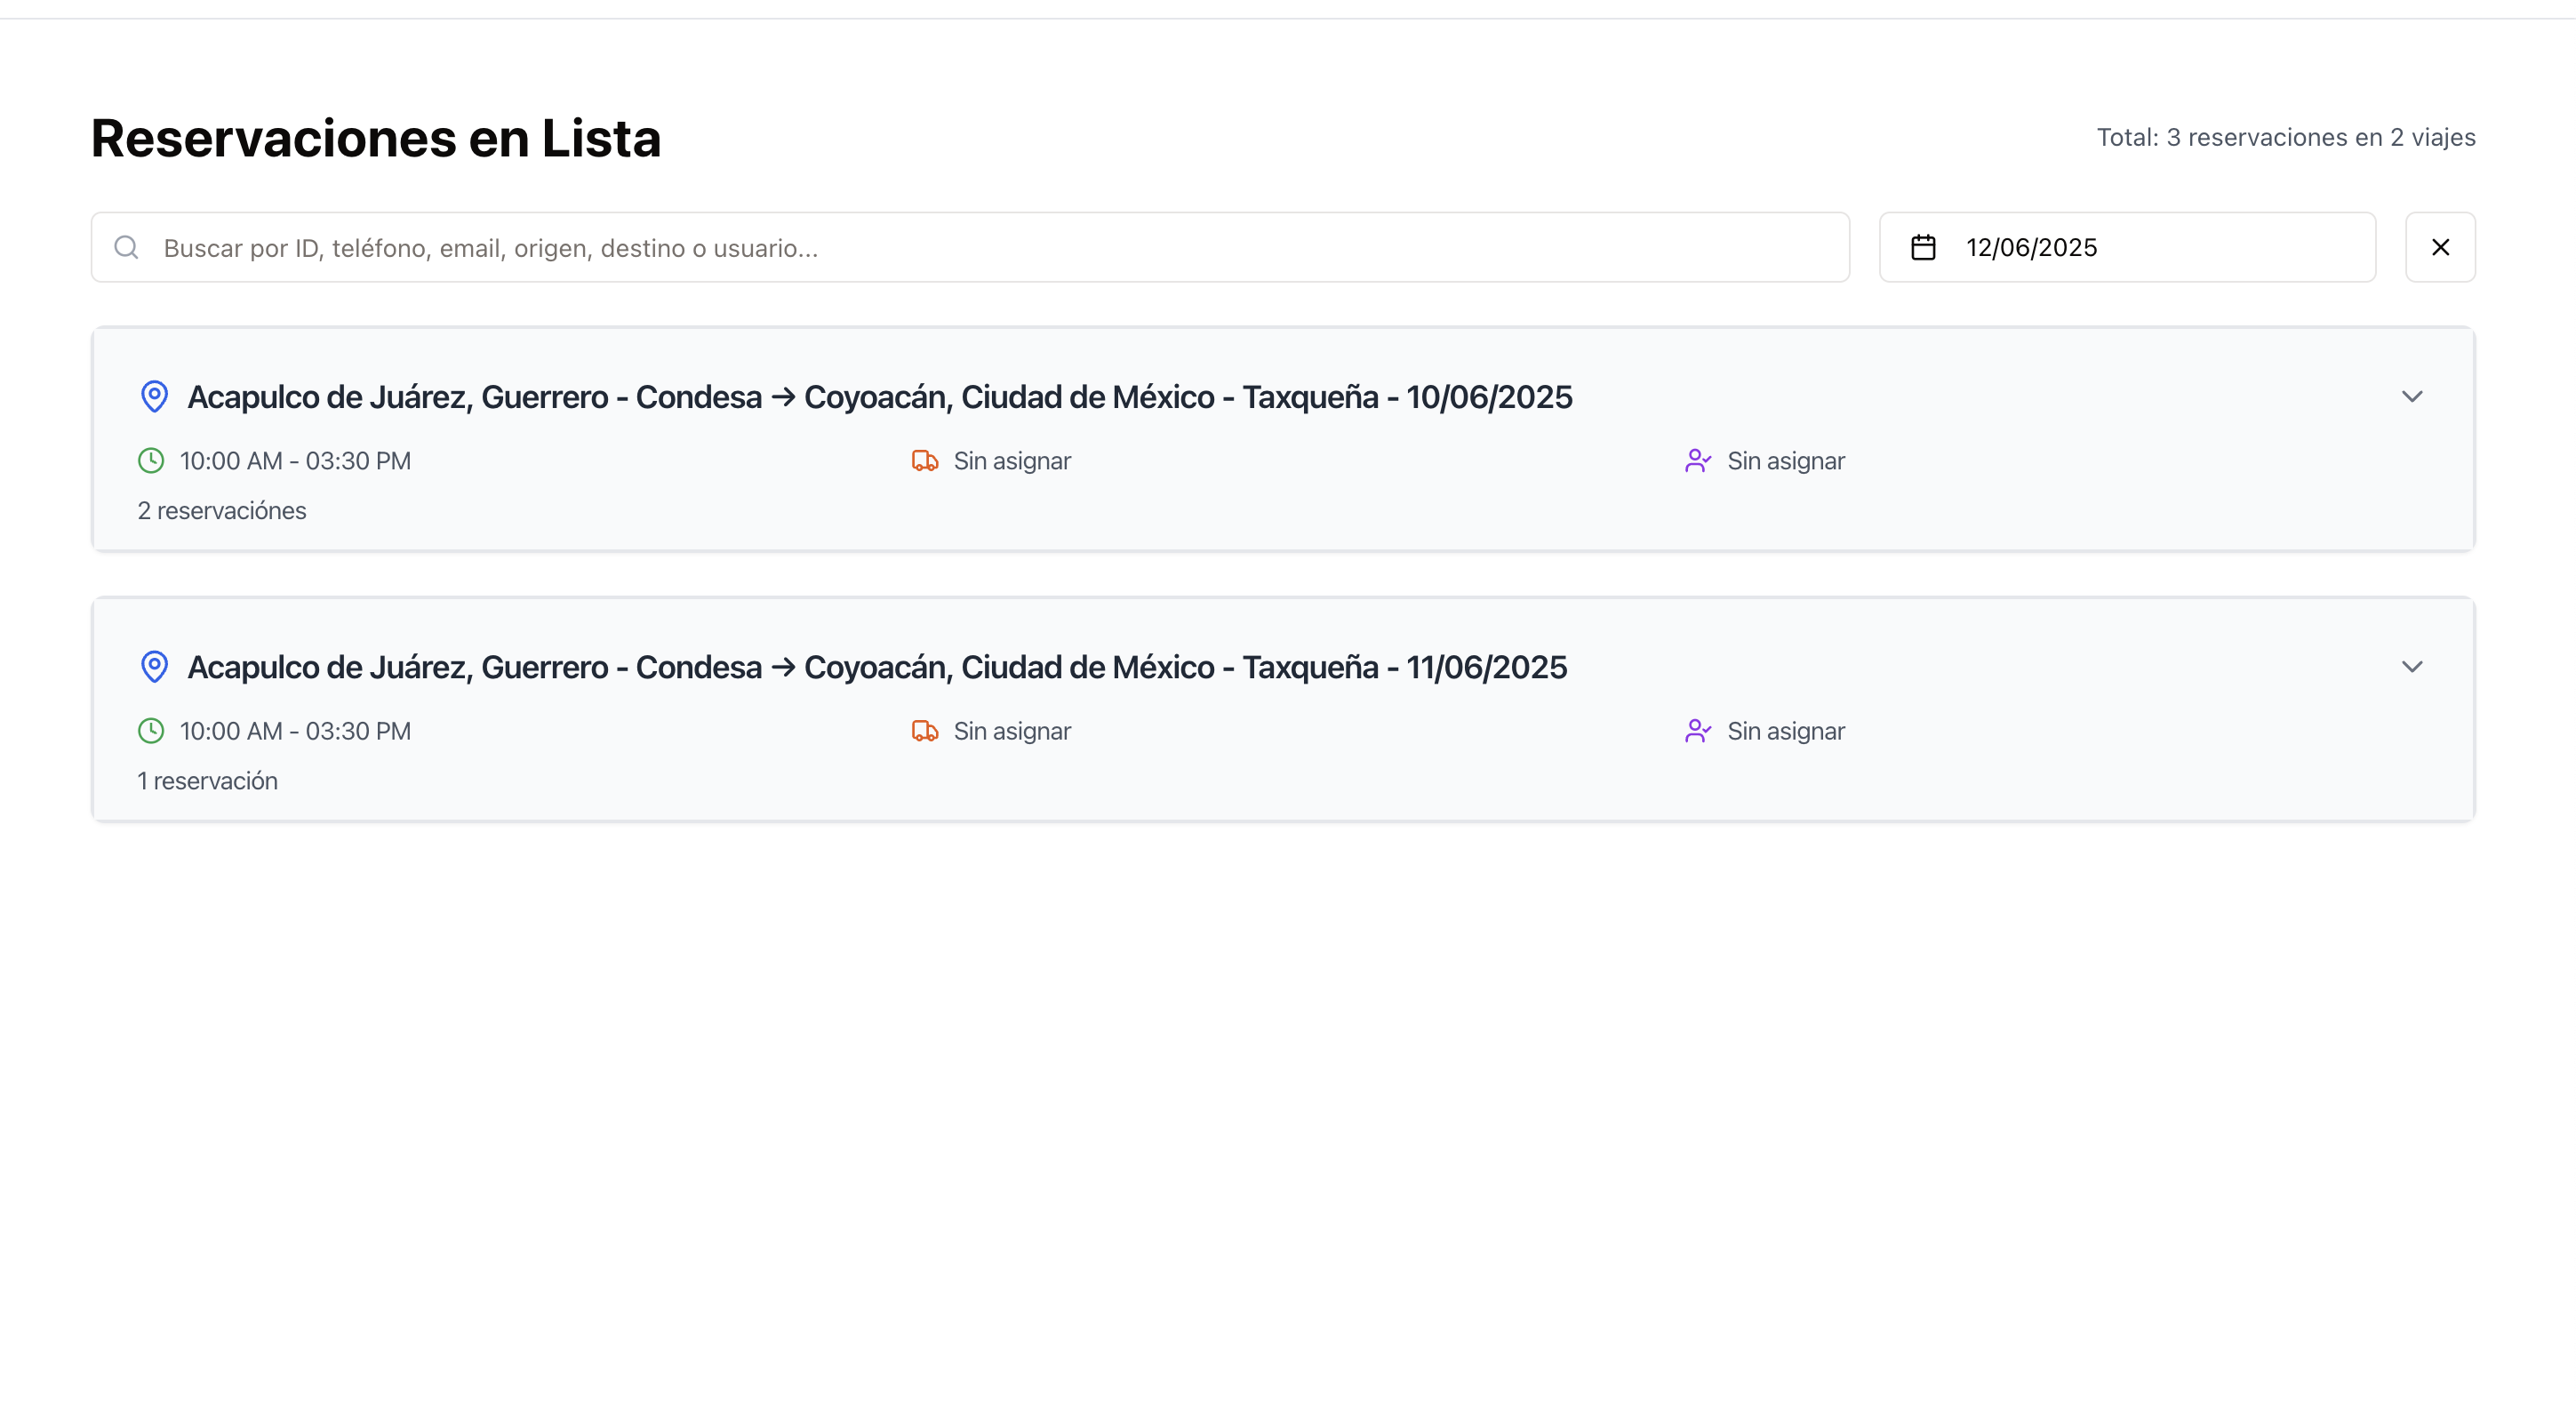 Reservaciones en Lista
Total: 3 reservaciones en 2 viajes
Buscar por ID, teléfono, email, origen, destino o usuario...
12/06/2025
Acapulco de Juárez, Guerrero - Condesa → Coyoacán, Ciudad de México - Taxqueña - 10/06/2025
10:00 AM - 03:30 PM
Sin asignar
Sin asignar
2 reservaciónes
Acapulco de Juárez, Guerrero - Condesa → Coyoacán, Ciudad de México - Taxqueña - 11/06/2025
10:00 AM - 03:30 PM
Sin asignar
Sin asignar
1 reservación